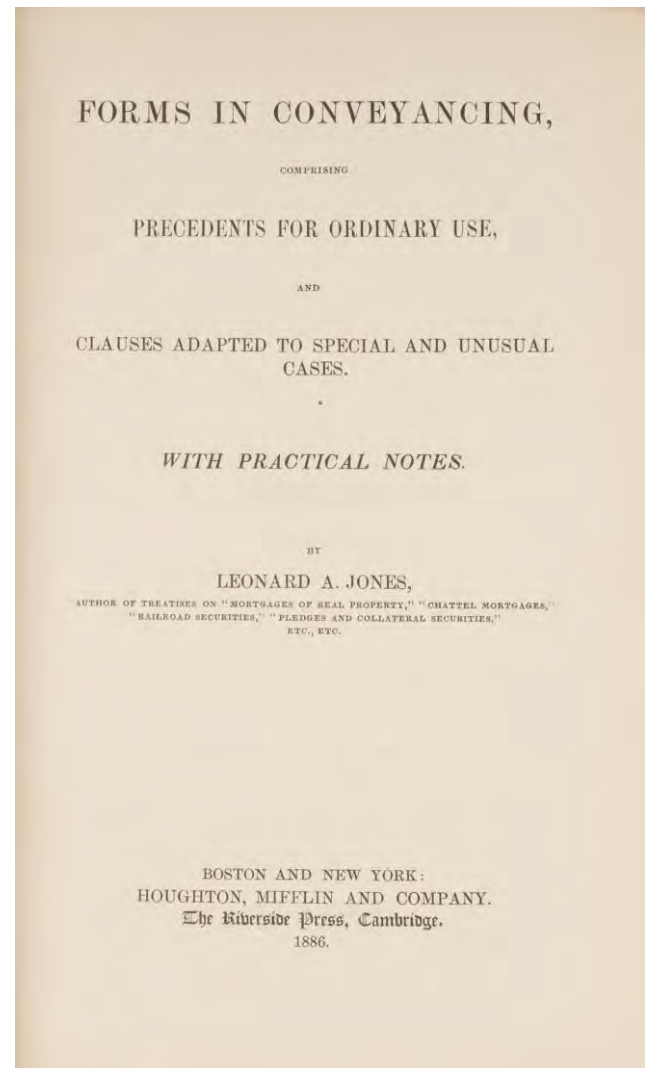 FORMS IN CONVEYANCING,
COMPRISING
PRECEDENTS FOR ORDINARY USE,
AND
CLAUSES ADAPTED TO SPECIAL AND UNUSUAL
CASES.
WITH PRACTICAL NOTES.
BY
LEONARD A. JONES,
AUTHOR OF TREATISES ON "MORTGAGES OF REAL PROPERTY," "CHATTEL MORTGAGES,"
"RAILROAD SECURITIES," "PLEDGES AND COLLATERAL SECURITIES,"
ETC., ETC.
BOSTON AND NEW YORK:
HOUGHTON, MIFFLIN AND COMPANY.
The Riverside Press, Cambridge.
1886.